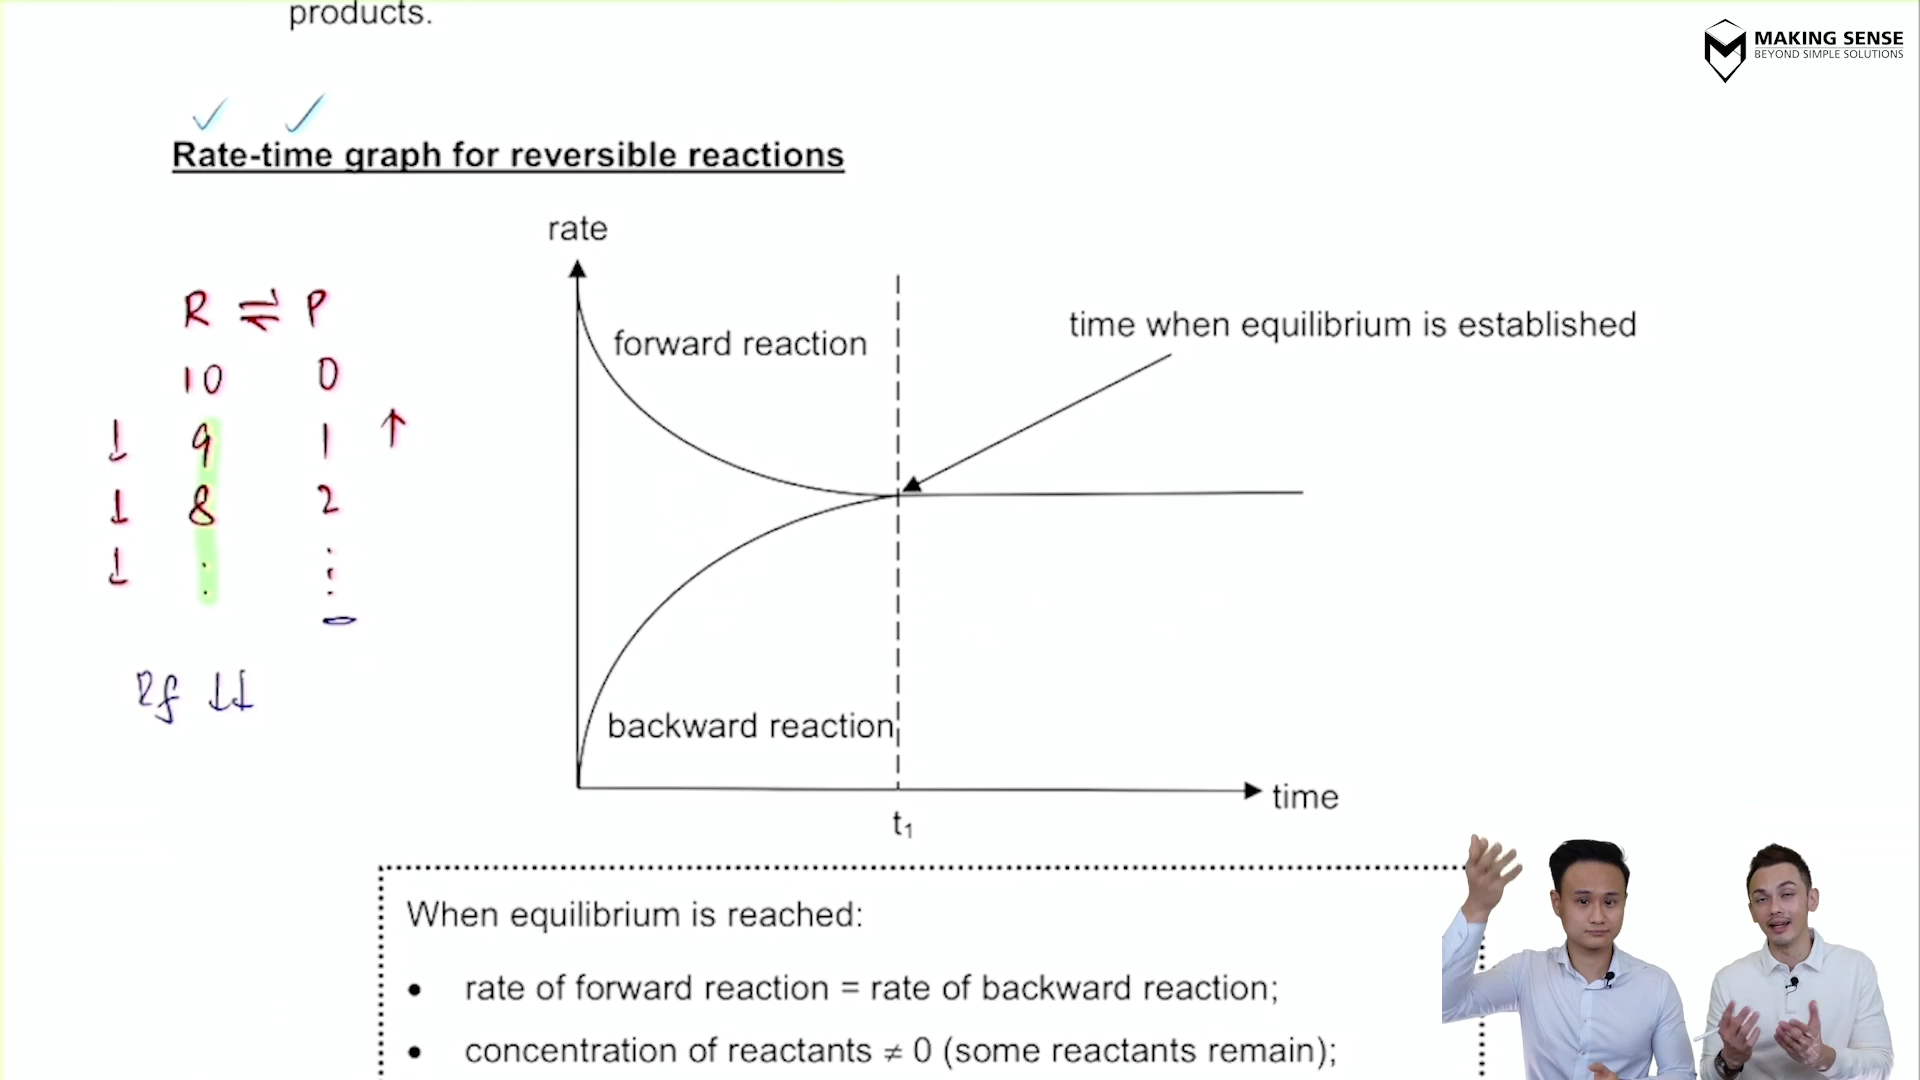 products.
MAKING SENSE
BEYOND SIMPLE SOLUTIONS
Rate-time graph for reversible reactions
rate
R ⇌ P
10 0
↓ 9 1 ↑
↓ 8 2
↓ : :
forward reaction
time when equilibrium is established
backward reaction
time
t₁
When equilibrium is reached:
• rate of forward reaction = rate of backward reaction;
• concentration of reactants ≠ 0 (some reactants remain);